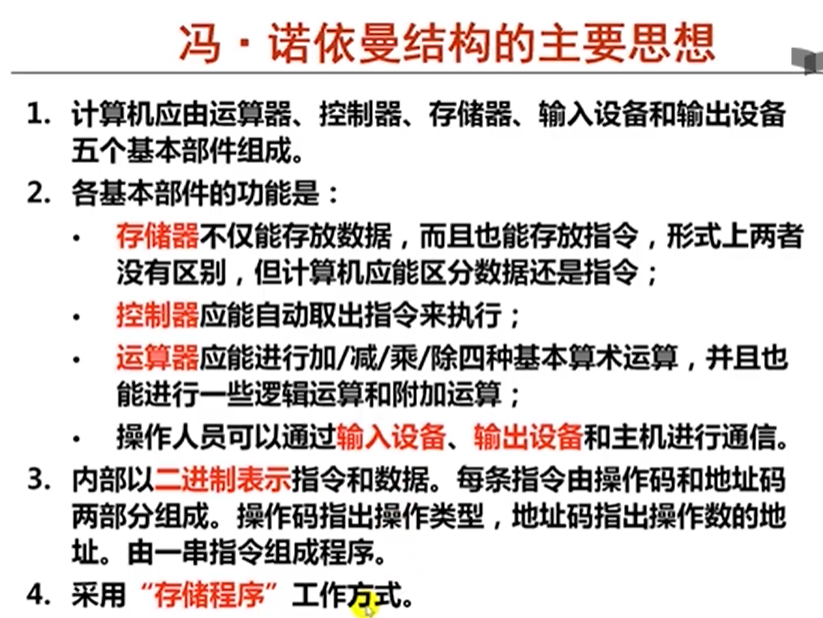 冯·诺依曼结构的主要思想
1. 计算机应由运算器、控制器、存储器、输入设备和输出设备
五个基本部件组成。
2. 各基本部件的功能是：
• 存储器不仅能存放数据，而且也能存放指令，形式上两者
没有区别，但计算机应能区分数据还是指令；
• 控制器应能自动取出指令来执行；
• 运算器应能进行加/减/乘/除四种基本算术运算，并且也
能进行一些逻辑运算和附加运算；
• 操作人员可以通过输入设备、输出设备和主机进行通信。
3. 内部以二进制表示指令和数据。每条指令由操作码和地址码
两部分组成。操作码指出操作类型，地址码指出操作数的地
址。由一串指令组成程序。
4. 采用“存储程序”工作方式。